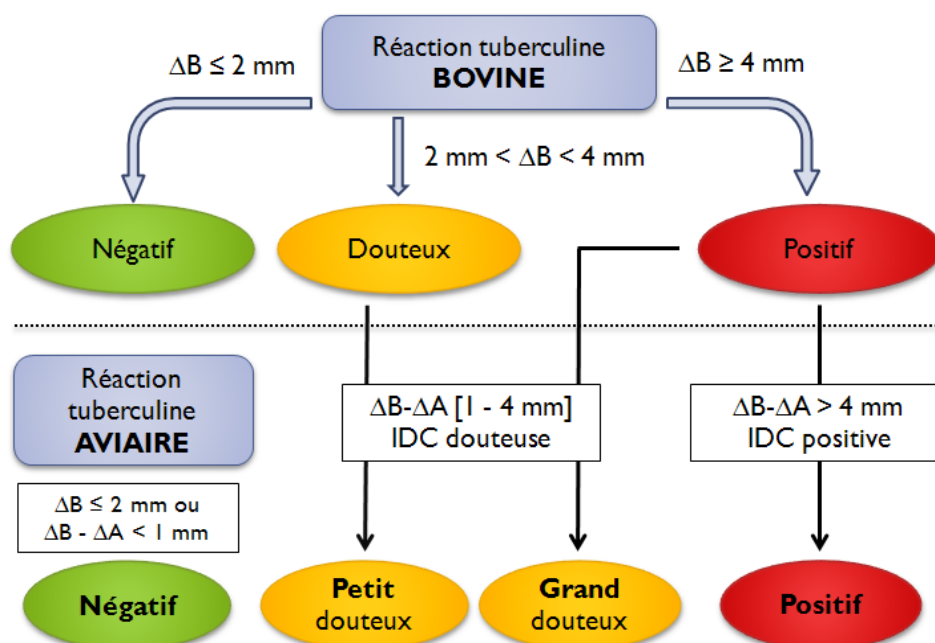 Réaction tuberculine
BOVINE
ΔB ≤ 2 mm
ΔB ≥ 4 mm
2 mm < ΔB < 4 mm
Négatif
Douteux
Positif
Réaction
tuberculine
AVIAIRE
ΔB-ΔA [1 - 4 mm]
IDC douteuse
ΔB-ΔA > 4 mm
IDC positive
ΔB ≤ 2 mm ou
ΔB - ΔA < 1 mm
Négatif
Petit
douteux
Grand
douteux
Positif